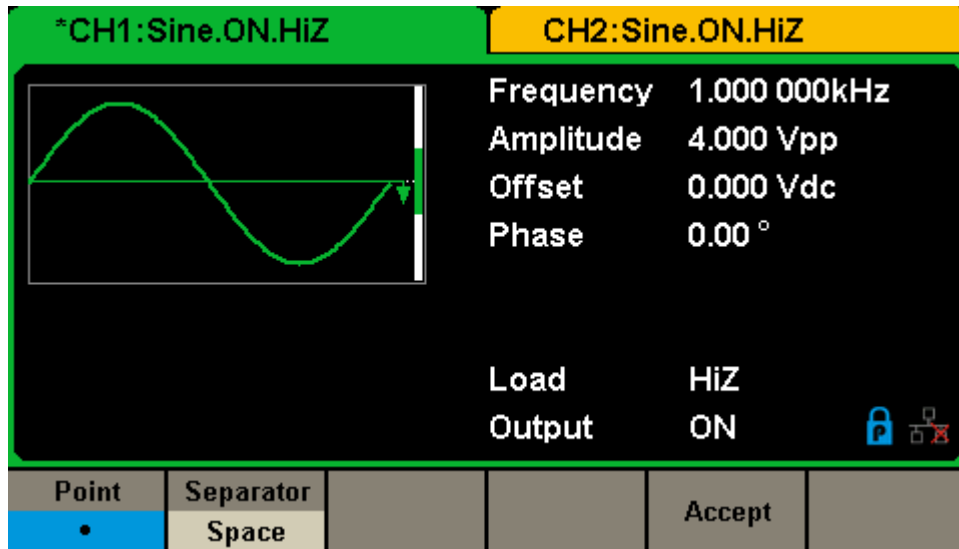 *CH1:Sine.ON.HiZ
CH2:Sine.ON.HiZ
Frequency 1.000 000kHz
Amplitude 4.000 Vpp
Offset 0.000 Vdc
Phase 0.00 °
Load HiZ
Output ON
P
Point
•
Separator
Space
Accept